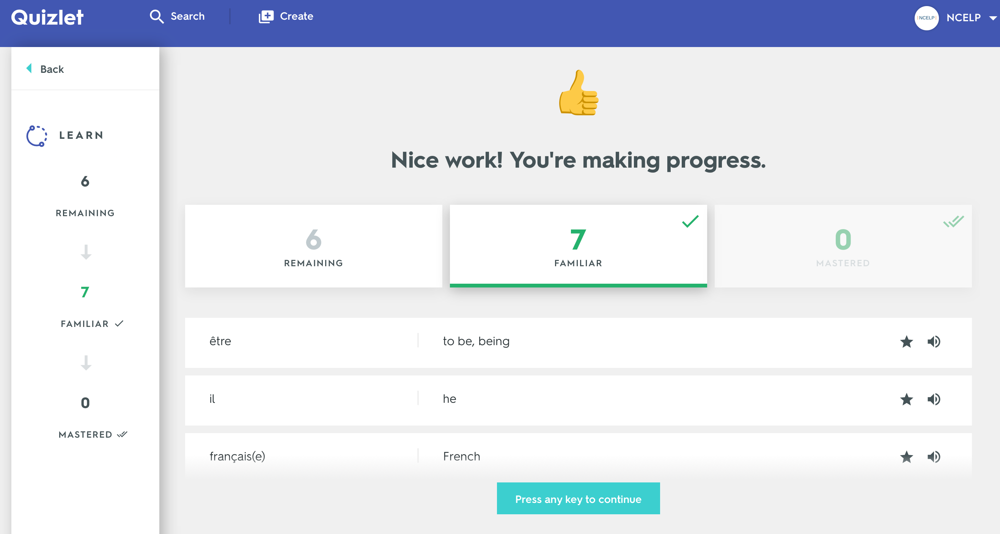 Quizlet
Search
Create
NCELP
NCELP
Back
LEARN
6
REMAINING
7
FAMILIAR
0
MASTERED
Nice work! You're making progress.
6
REMAINING
7
FAMILIAR
0
MASTERED
être to be, being
il he
français(e) French
Press any key to continue